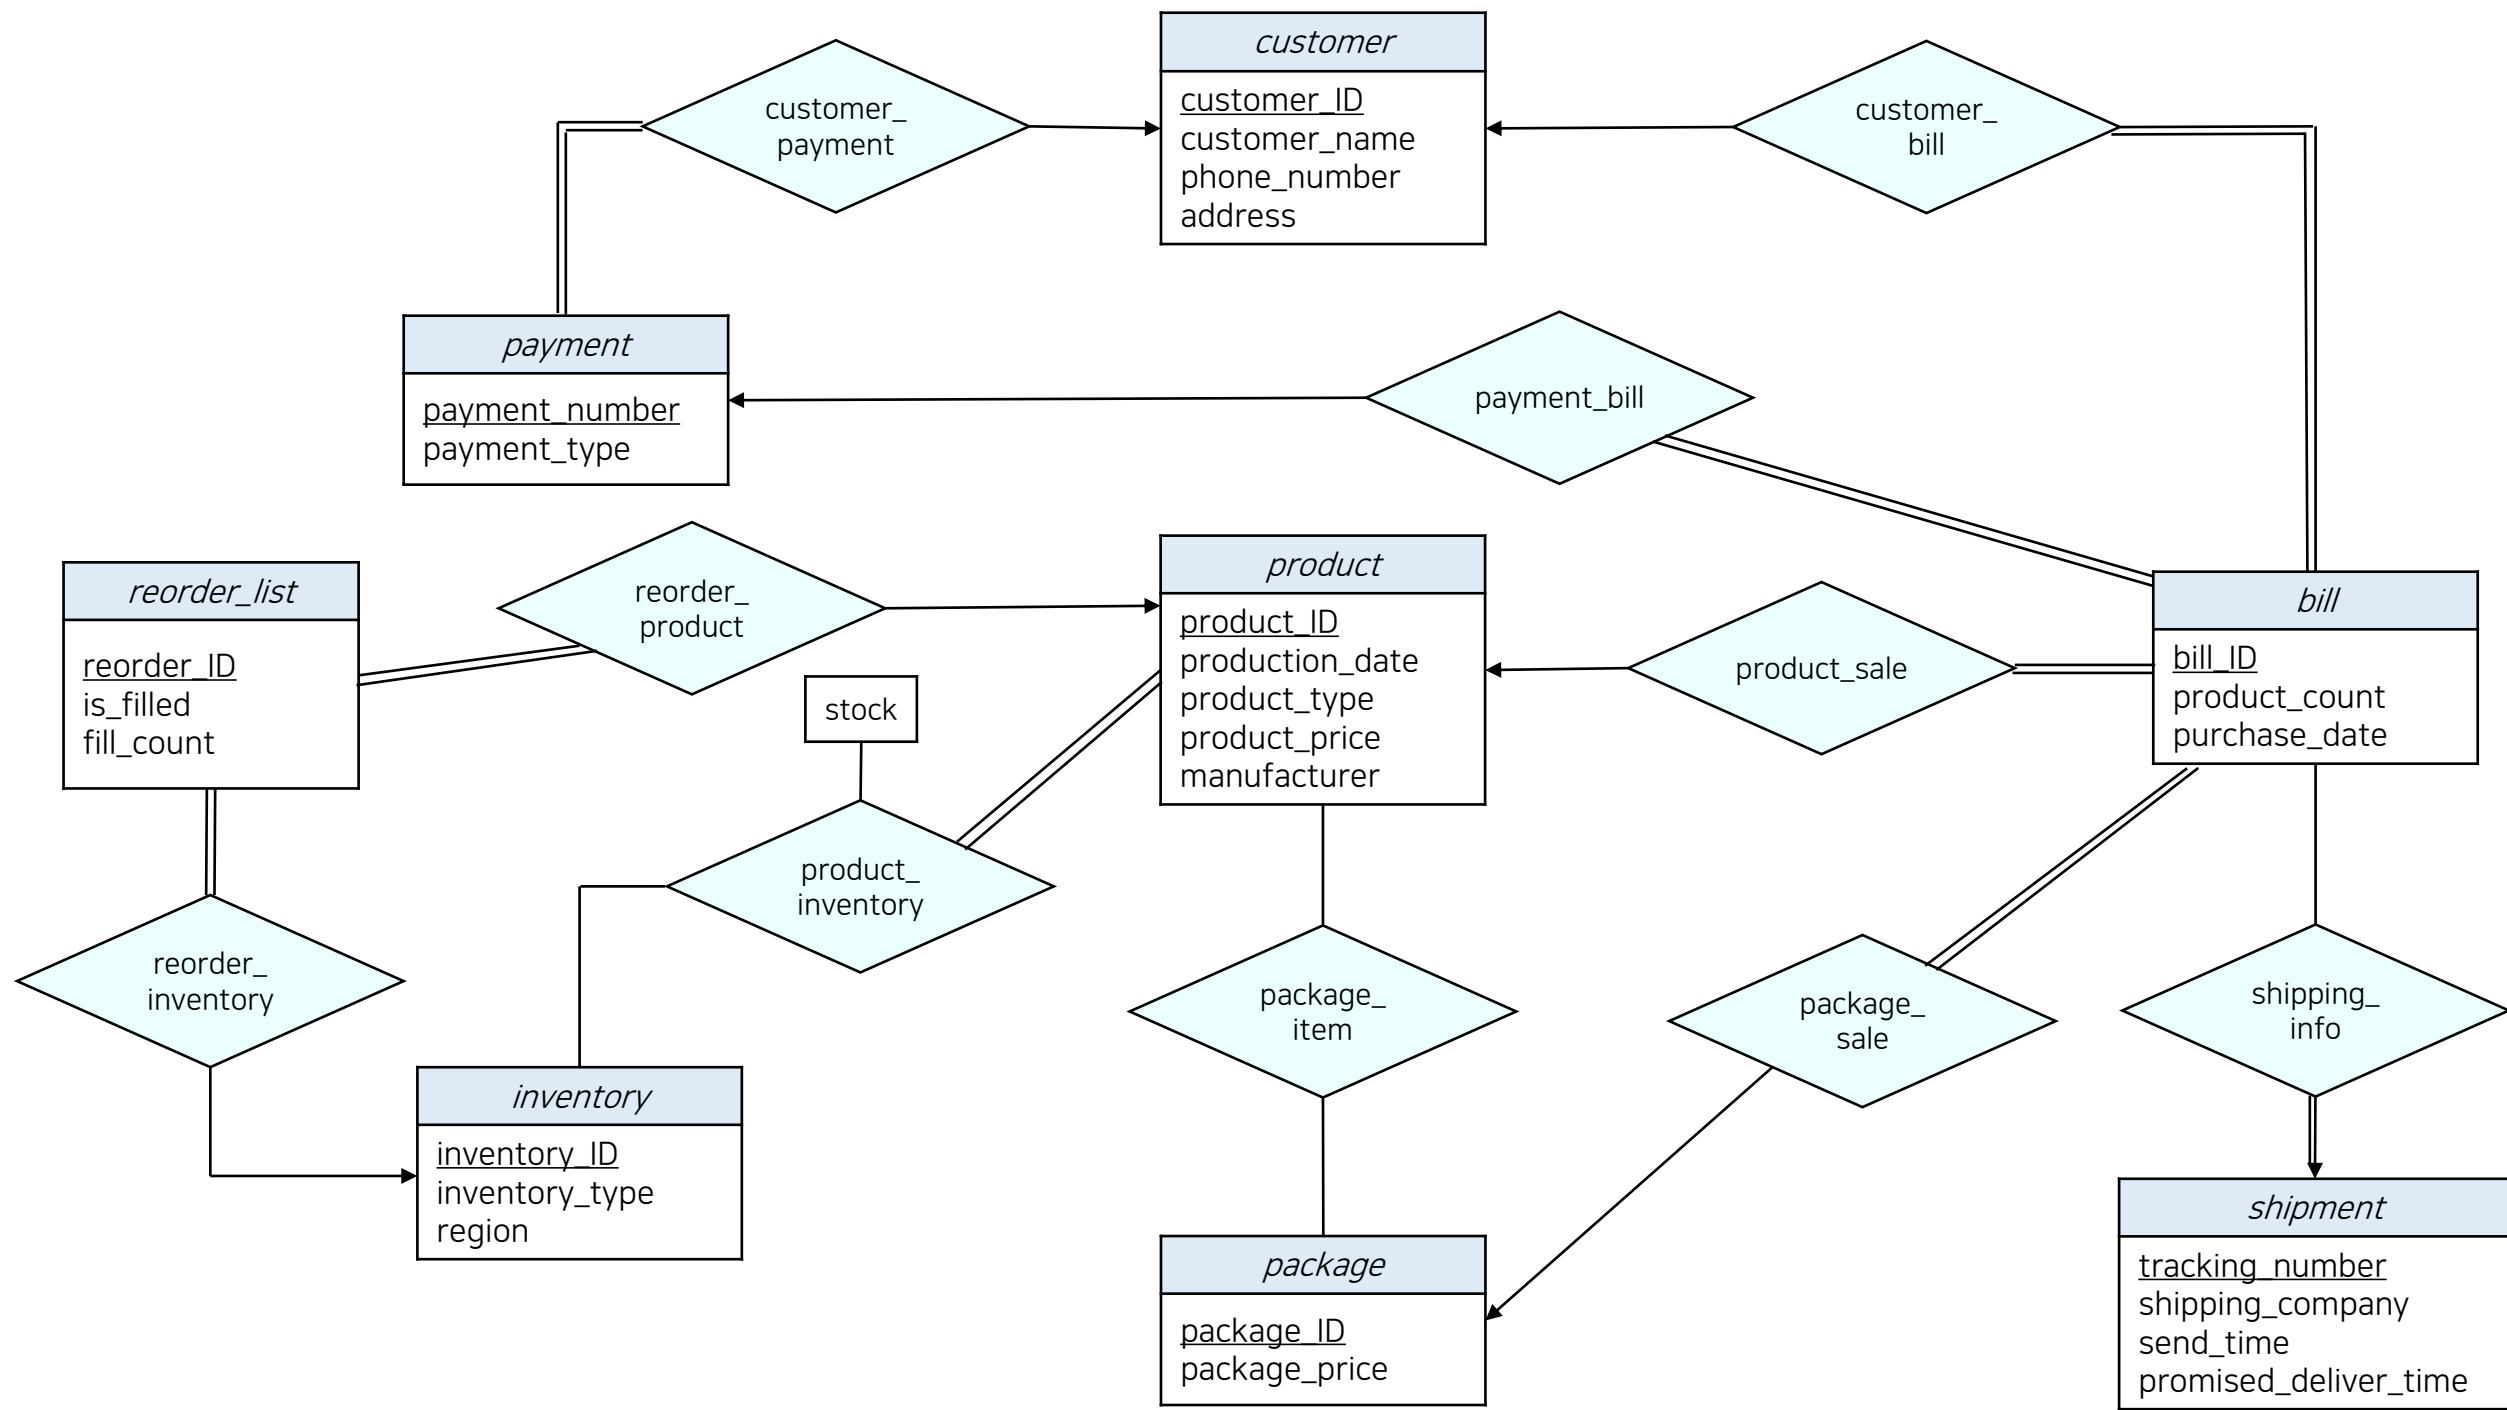 customer
customer_ID
customer_name
phone_number
address
customer_
payment
customer_
bill
payment
payment_number
payment_type
payment_bill
reorder_list
reorder_ID
is_filled
fill_count
reorder_
product
product
product_ID
production_date
product_type
product_price
manufacturer
product_sale
bill
bill_ID
product_count
purchase_date
stock
product_
inventory
reorder_
inventory
package_
item
package_
sale
shipping_
info
inventory
inventory_ID
inventory_type
region
package
package_ID
package_price
shipment
tracking_number
shipping_company
send_time
promised_deliver_time